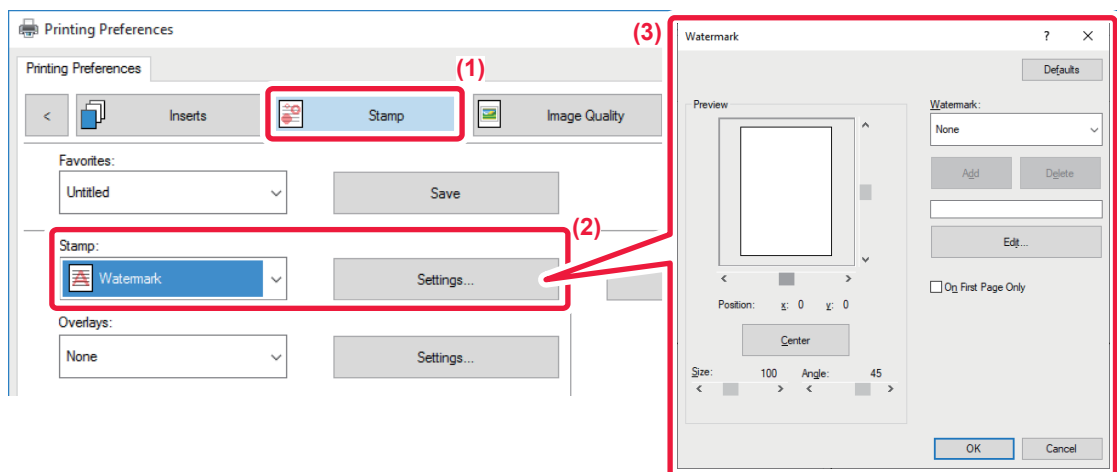 Printing Preferences
Printing Preferences
(1)
< Inserts Stamp Image Quality
Favorites:
Untitled Save
(2)
Stamp:
Watermark Settings...
Overlays:
None Settings...
(3)
Watermark ? ×
Defaults
Preview
Watermark:
None
Add Delete
Edit...
On First Page Only
Position: x: 0 y: 0
Center
Size: 100 Angle: 45
OK Cancel